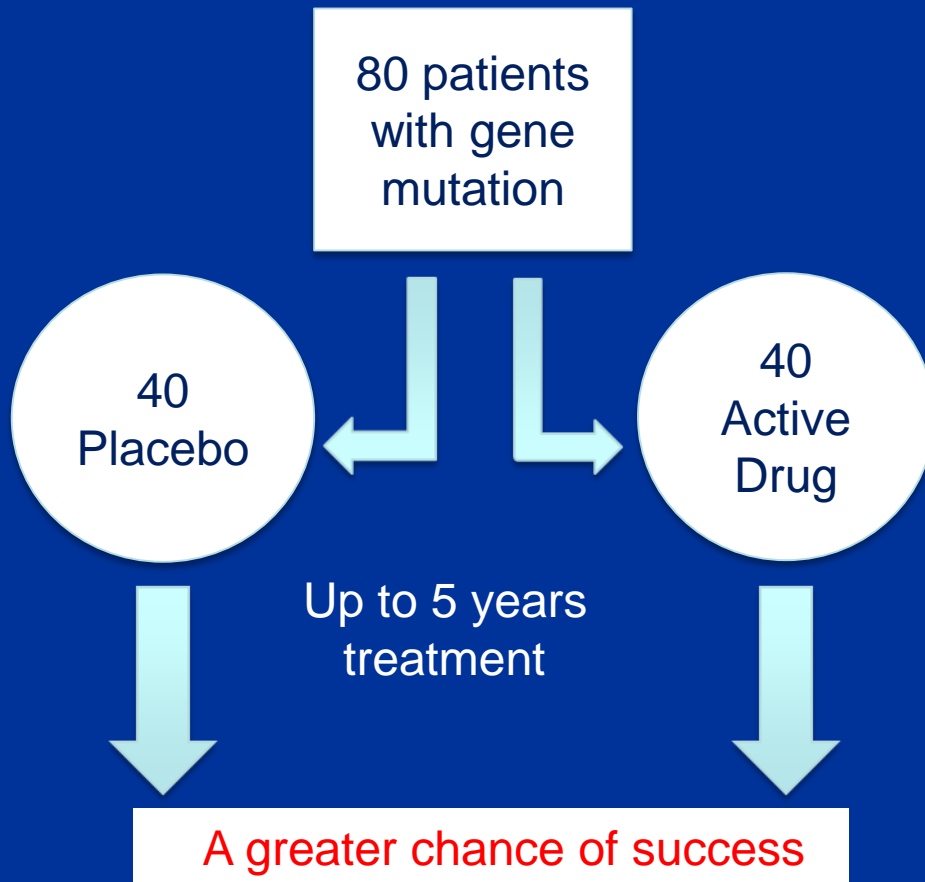 80 patients
with gene
mutation
40
Placebo
40
Active
Drug
Up to 5 years
treatment
A greater chance of success